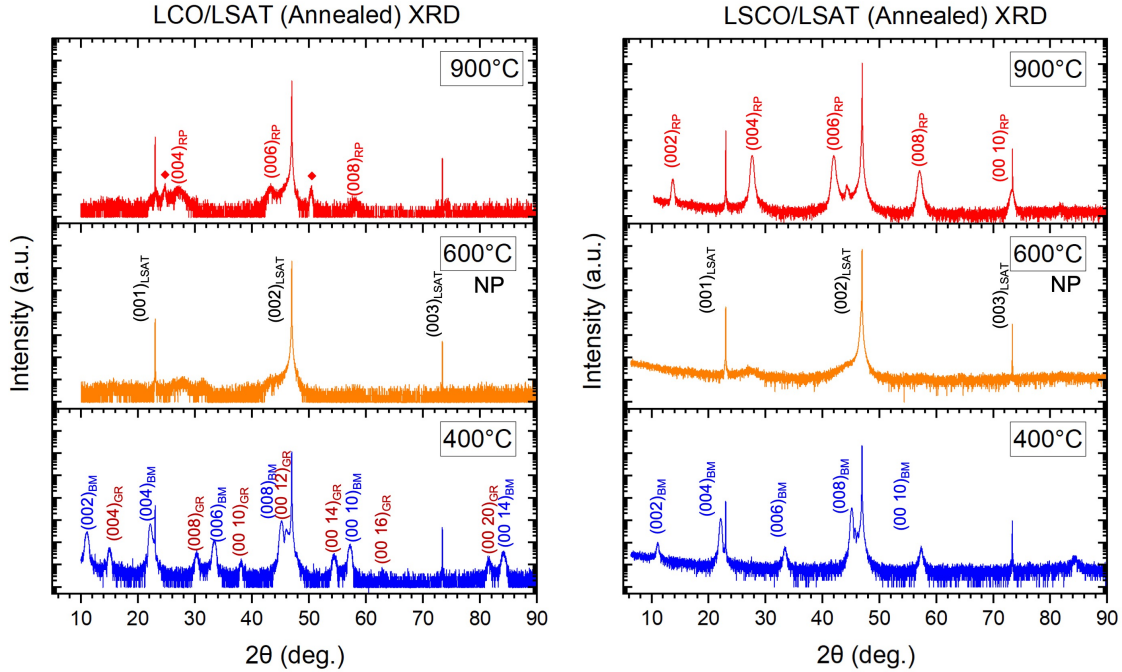 LCO/LSAT (Annealed) XRD
900°C
(004)RP
(006)RP
(008)RP
600°C
NP
(001)LSAT
(002)LSAT
(003)LSAT
400°C
(002)BM
(004)GR
(004)BM
(008)GR
(006)BM
(00 10)GR
(008)BM
(00 12)GR
(00 14)GR
(00 10)BM
(00 16)GR
(00 20)GR
(00 14)BM
10 20 30 40 50 60 70 80 90
2θ (deg.)
Intensity (a.u.)
LSCO/LSAT (Annealed) XRD
900°C
(002)RP
(004)RP
(006)RP
(008)RP
(00 10)RP
600°C
NP
(001)LSAT
(002)LSAT
(003)LSAT
400°C
(002)BM
(004)BM
(006)BM
(008)BM
(00 10)BM
10 20 30 40 50 60 70 80 90
2θ (deg.)
Intensity (a.u.)